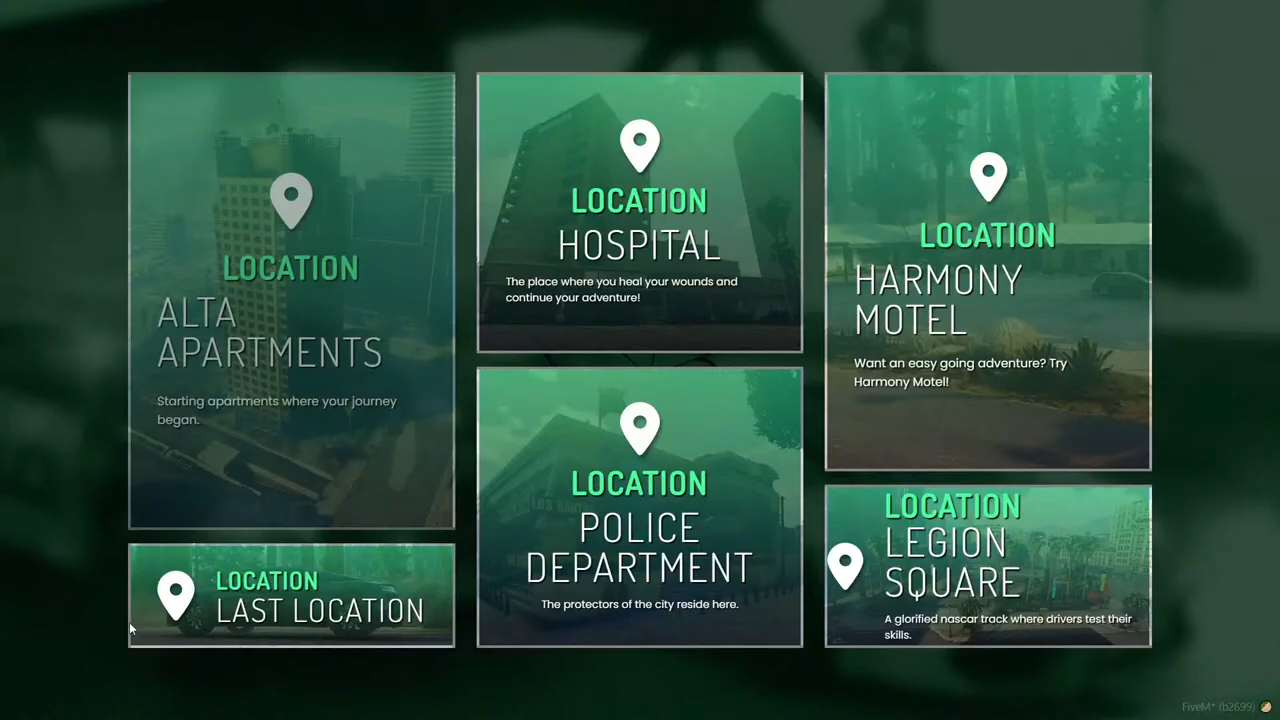 LOCATION
ALTA
APARTMENTS
Starting apartments where your journey
began.
LOCATION
LAST LOCATION
LOCATION
HOSPITAL
The place where you heal your wounds and
continue your adventure!
LOCATION
POLICE
DEPARTMENT
The protectors of the city reside here.
LOCATION
HARMONY
MOTEL
Want an easy going adventure? Try
Harmony Motel!
LOCATION
LEGION
SQUARE
A glorified nascar track where drivers test their
skills.
FiveM* (b2699)